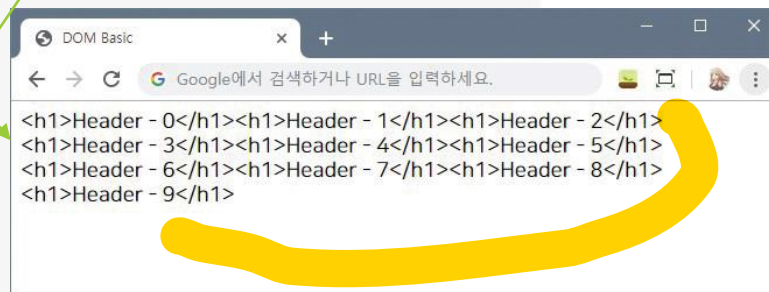 DOM Basic
Google에서 검색하거나 URL을 입력하세요.
<h1>Header - 0</h1><h1>Header - 1</h1><h1>Header - 2</h1>
<h1>Header - 3</h1><h1>Header - 4</h1><h1>Header - 5</h1>
<h1>Header - 6</h1><h1>Header - 7</h1><h1>Header - 8</h1>
<h1>Header - 9</h1>